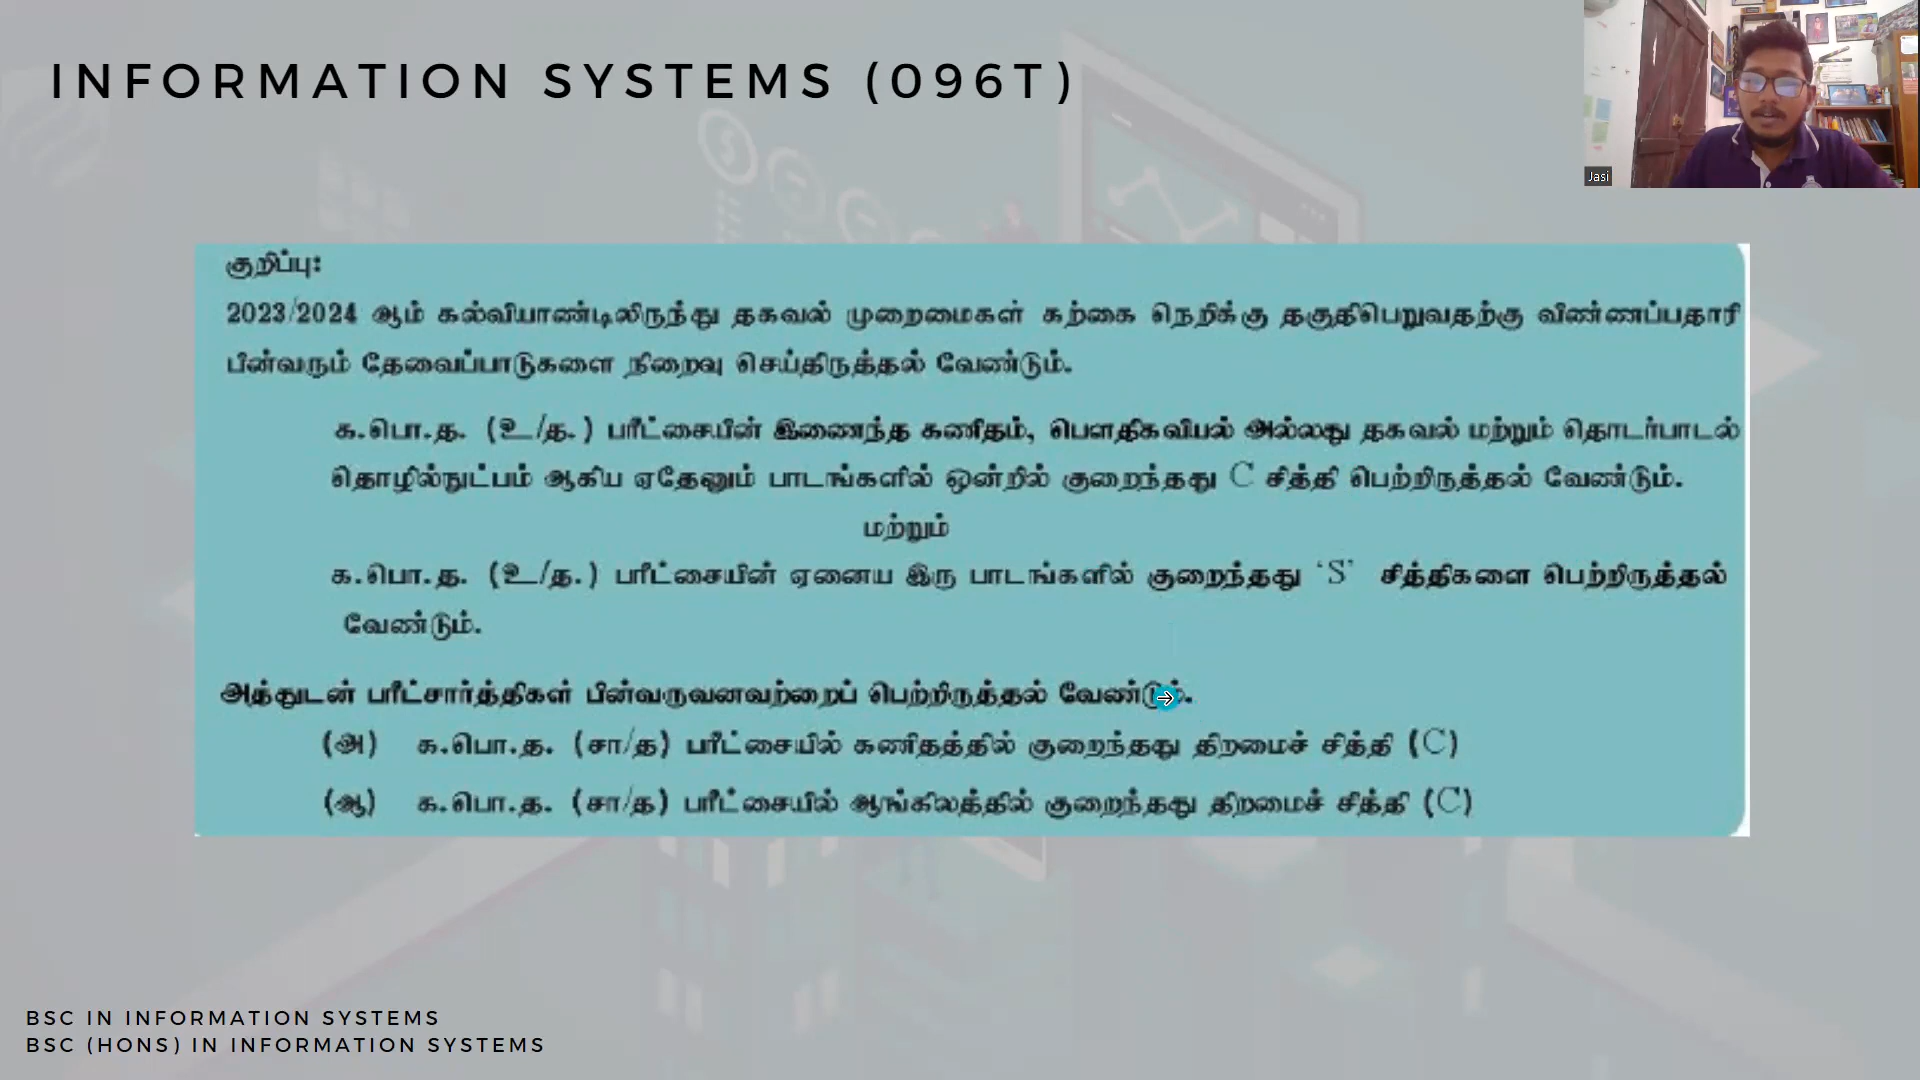 INFORMATION SYSTEMS (096T)
Jasi
குறிப்பு:
2023/2024 ஆம் கல்வியாண்டிலிருந்து தகவல் முறைமைகள் கற்கை நெறிக்கு தகுதிபெறுவதற்கு விண்ணப்பதாரி
பின்வரும் தேவைப்பாடுகளை நிறைவு செய்திருத்தல் வேண்டும்.
க.பொ.த. (உ/த.) பரீட்சையின் இணைந்த கணிதம், பௌதிகவியல் அல்லது தகவல் மற்றும் தொடர்பாடல்
தொழில்நுட்பம் ஆகிய ஏதேனும் பாடங்களில் ஒன்றில் குறைந்தது C சித்தி பெற்றிருத்தல் வேண்டும்.
மற்றும்
க.பொ.த. (உ/த.) பரீட்சையின் ஏனைய இரு பாடங்களில் குறைந்தது ‘S’ சித்திகளை பெற்றிருத்தல்
வேண்டும்.
அத்துடன் பரீட்சார்த்திகள் பின்வருவனவற்றைப் பெற்றிருத்தல் வேண்டும்.
(அ) க.பொ.த. (சா/த) பரீட்சையில் கணிதத்தில் குறைந்தது திறமைச் சித்தி (C)
(ஆ) க.பொ.த. (சா/த) பரீட்சையில் ஆங்கிலத்தில் குறைந்தது திறமைச் சித்தி (C)
BSC IN INFORMATION SYSTEMS
BSC (HONS) IN INFORMATION SYSTEMS